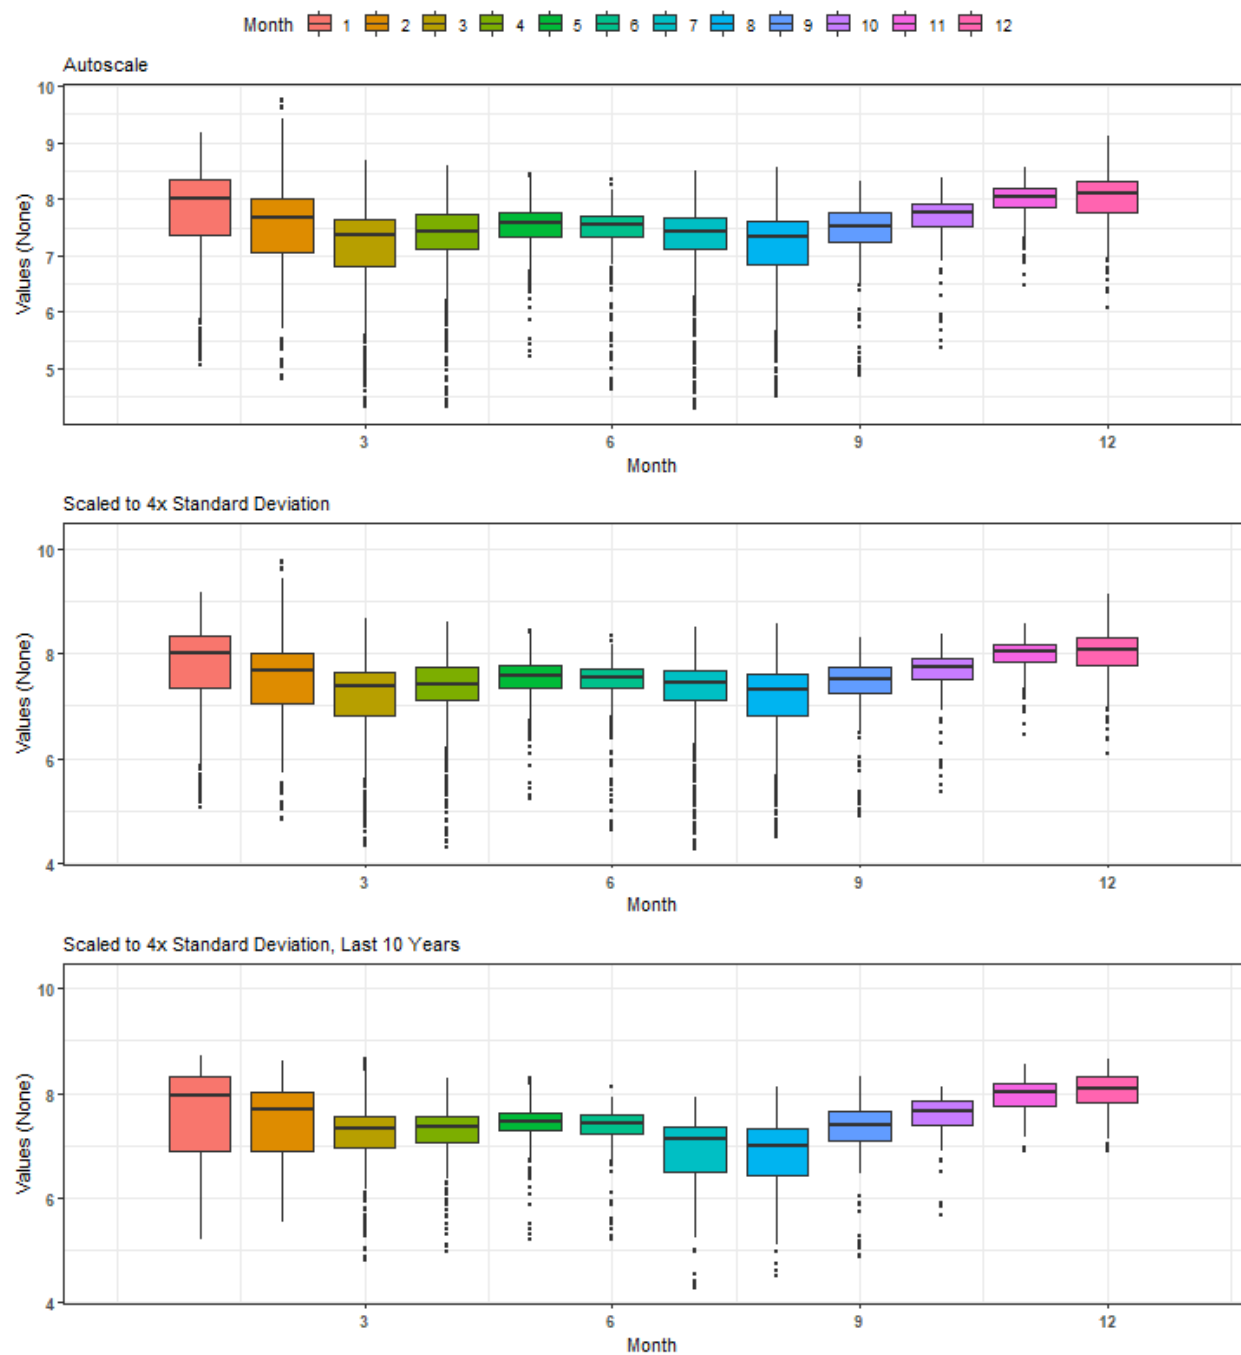 Month 1 2 3 4 5 6 7 8 9 10 11 12
Autoscale
10
9
8
7
6
5
Values (None)
3 6 9 12
Month
Scaled to 4x Standard Deviation
10
8
6
4
Values (None)
3 6 9 12
Month
Scaled to 4x Standard Deviation, Last 10 Years
10
8
6
4
Values (None)
3 6 9 12
Month